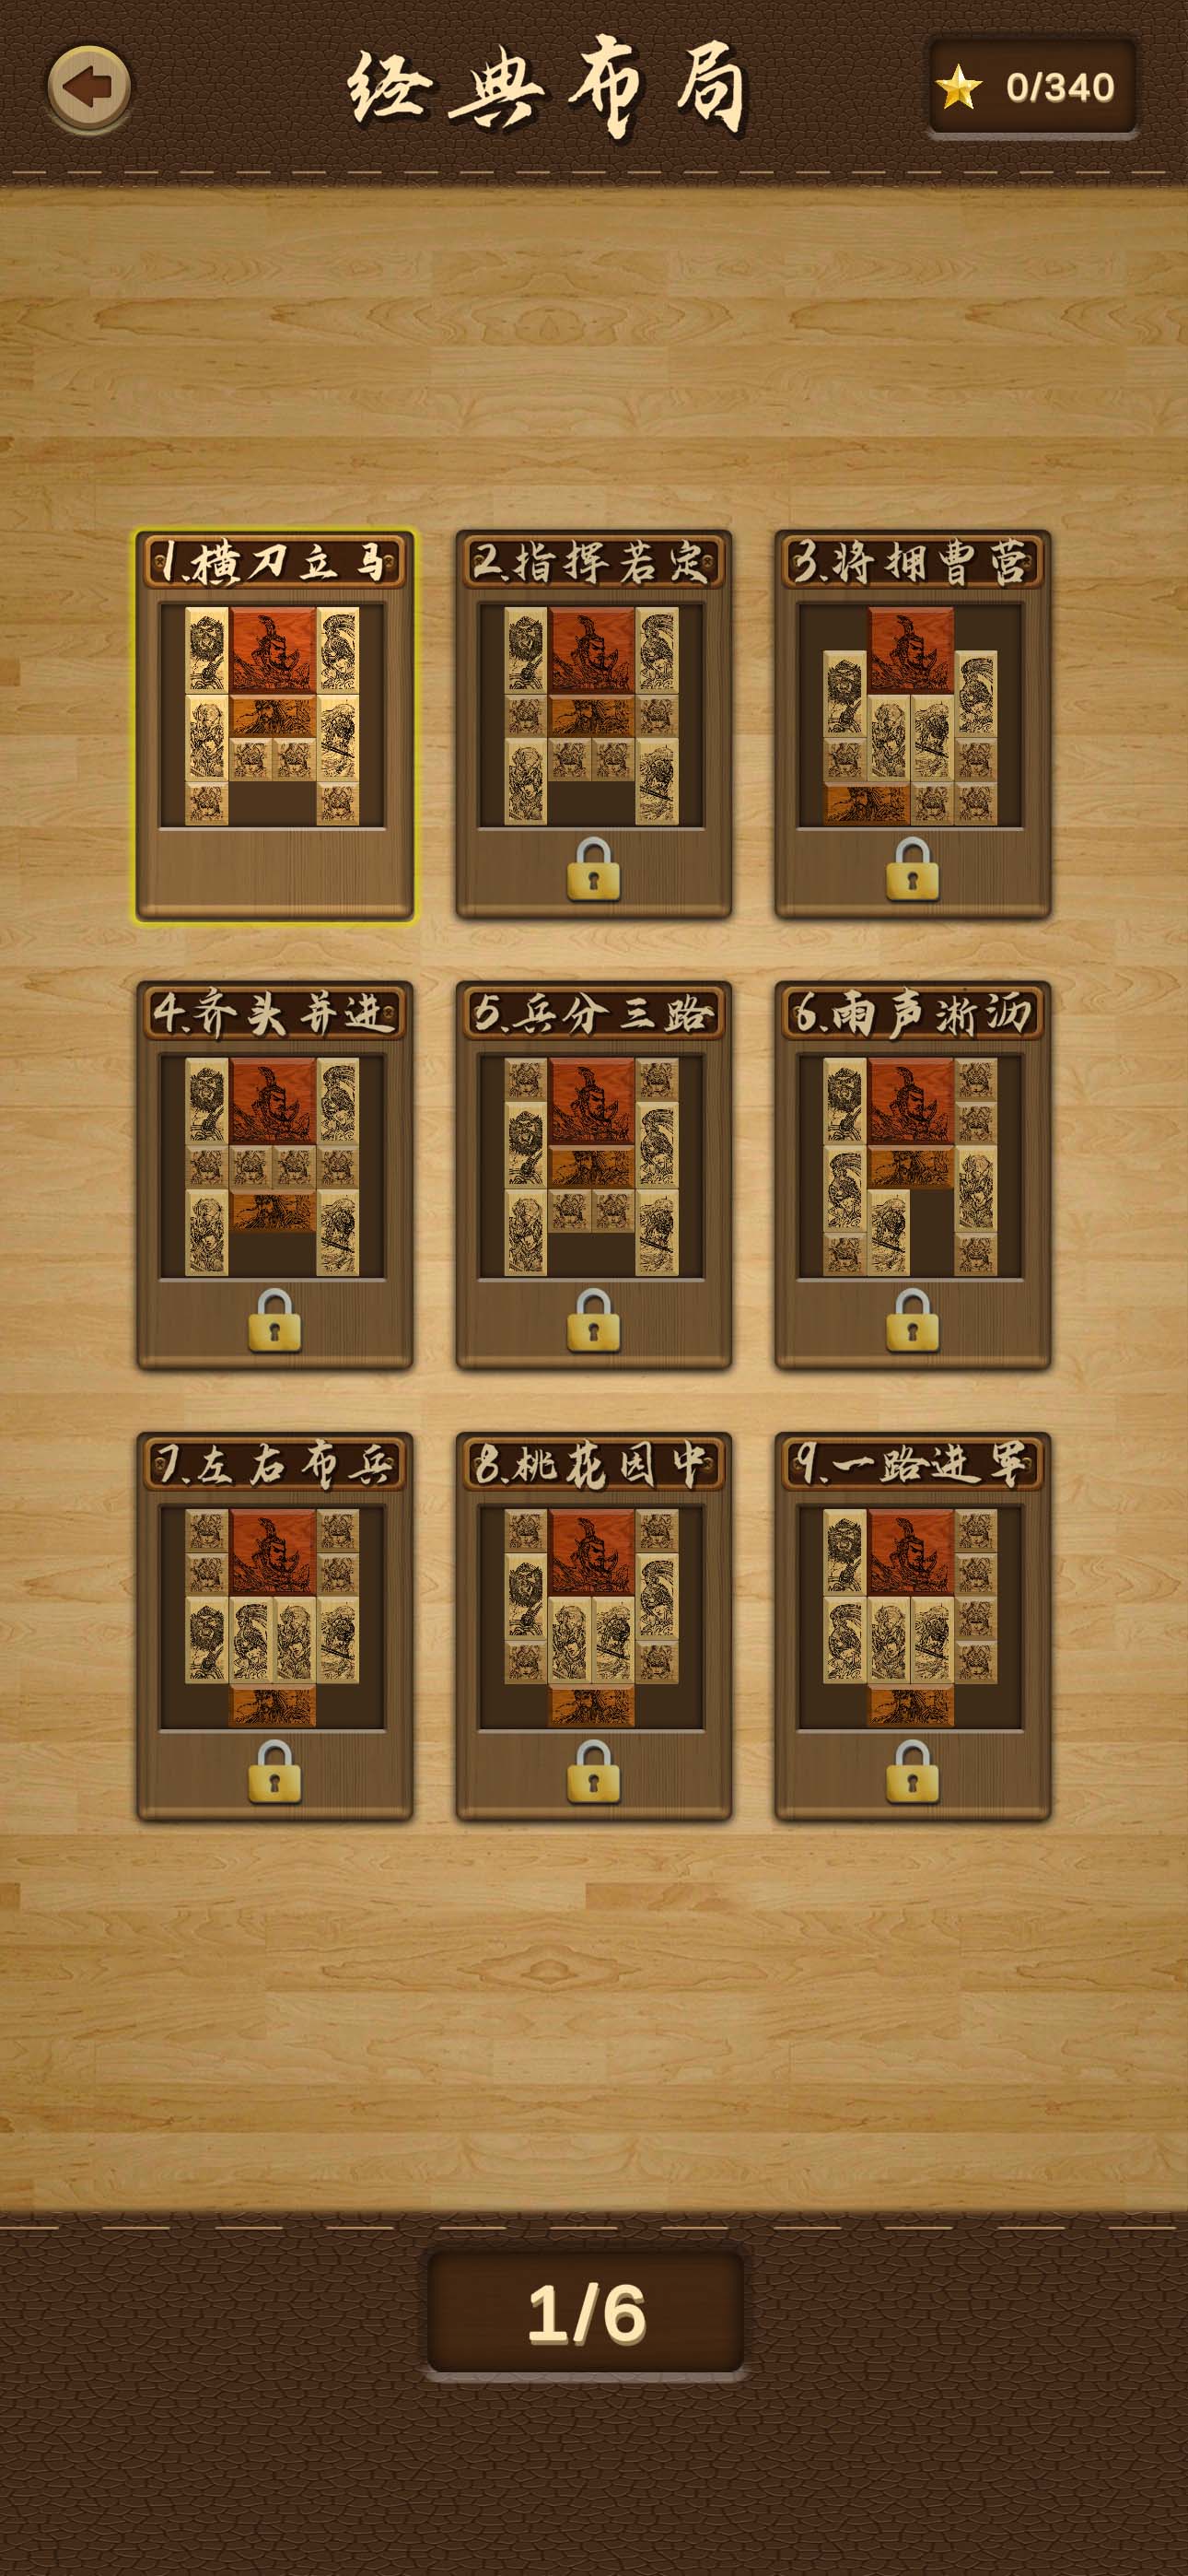 经典布局
0/340
1.横刀立马
2.指挥若定
3.将拥曹营
4.齐头并进
5.兵分三路
6.雨声淅沥
7.左右布兵
8.桃花园中
9.一路进军
1/6